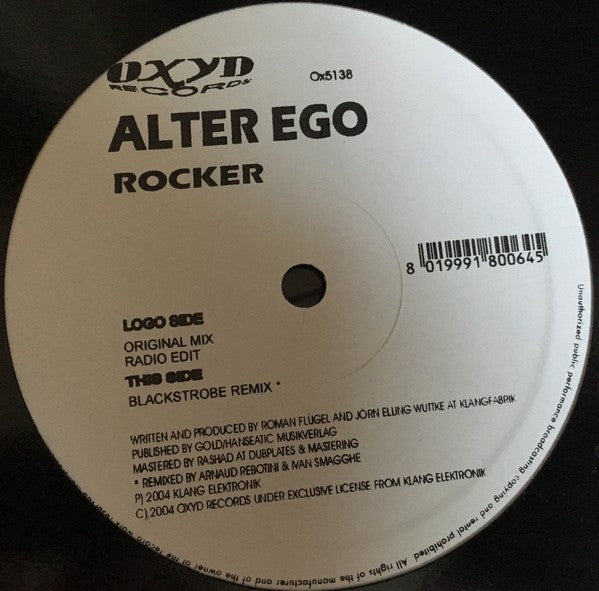 OXYD
RECORDS
Ox5138
ALTER EGO
ROCKER
8 019991 800645
LOGO SIDE
ORIGINAL MIX
RADIO EDIT
THIS SIDE
BLACKSTROBE REMIX *
WRITTEN AND PRODUCED BY ROMAN FLÜGEL AND JÖRN ELLING WUTTKE AT KLANGFABRIK
PUBLISHED BY GOLD/HANSEATIC MUSIKVERLAG
MASTERED BY RASHAD AT DUBPLATES & MASTERING
* REMIXED BY ARNAUD REBOTINI & IVAN SMAGGHE
P) 2004 KLANG ELEKTRONIK
C) 2004 OXYD RECORDS UNDER EXCLUSIVE LICENSE FROM KLANG ELEKTRONIK
Unauthorized public performance broadcasting copying and rental prohibited. All rights of the manufacturer and of the owner of the record